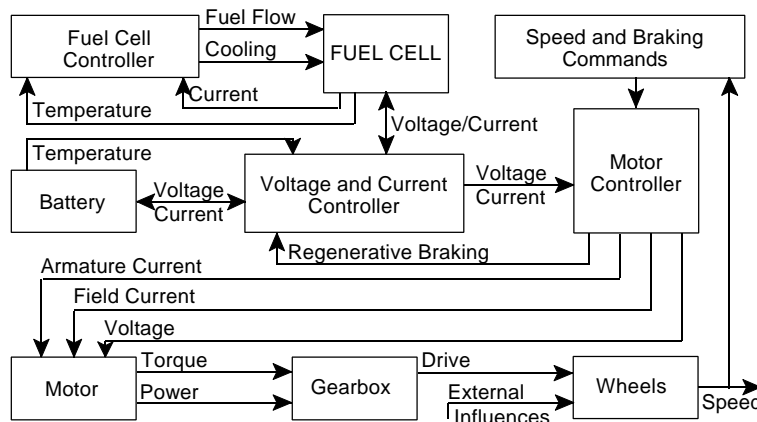 Fuel Cell
Controller
Fuel Flow
Cooling
FUEL CELL
Speed and Braking
Commands
Current
Temperature
Voltage/Current
Temperature
Battery
Voltage
Current
Voltage and Current
Controller
Voltage
Current
Motor
Controller
Regenerative Braking
Armature Current
Field Current
Voltage
Motor
Torque
Power
Gearbox
Drive
External
Influences
Wheels
Speed